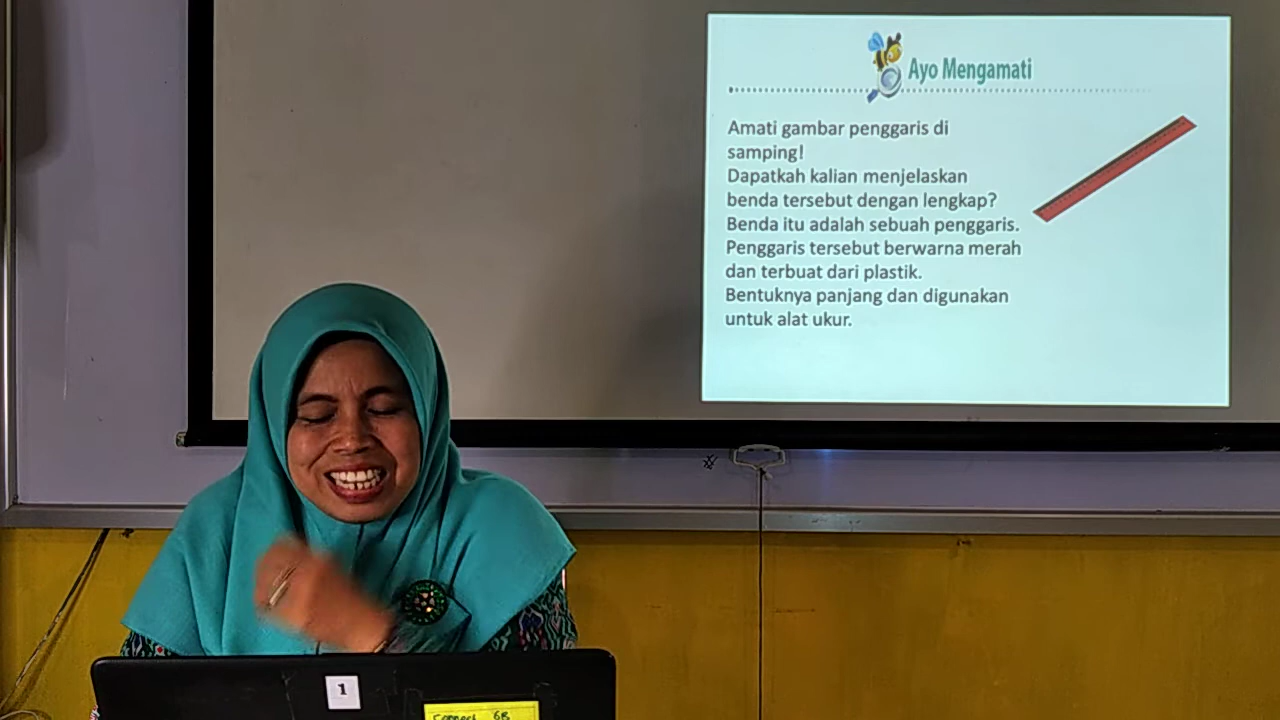 Ayo Mengamati
Amati gambar penggaris di
samping!
Dapatkah kalian menjelaskan
benda tersebut dengan lengkap?
Benda itu adalah sebuah penggaris.
Penggaris tersebut berwarna merah
dan terbuat dari plastik.
Bentuknya panjang dan digunakan
untuk alat ukur.
1